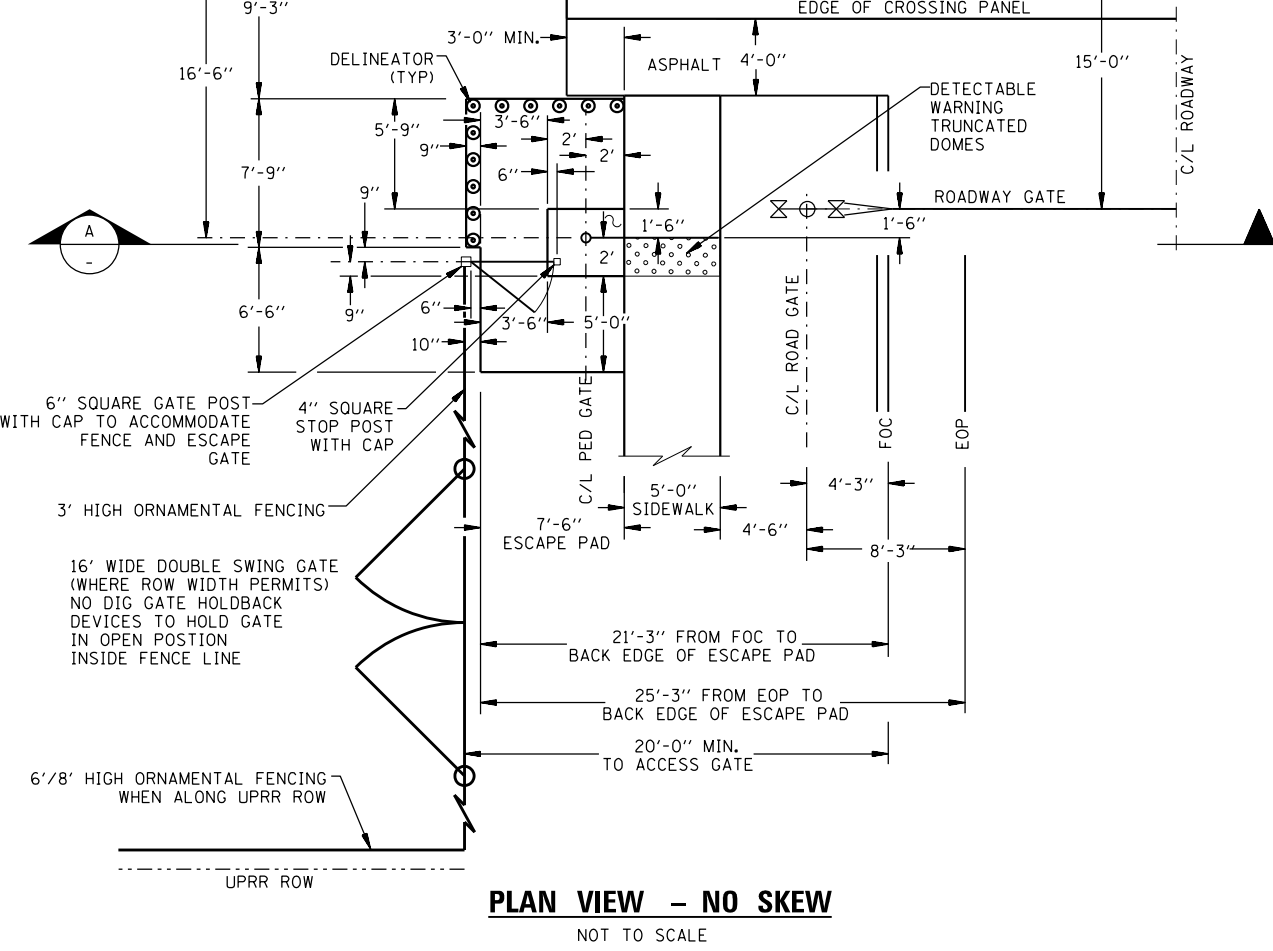 9'-3"
EDGE OF CROSSING PANEL
3'-0" MIN.
DELINEATOR
(TYP)
ASPHALT
4'-0"
15'-0"
C/L ROADWAY
16'-6"
DETECTABLE
WARNING
TRUNCATED
DOMES
5'-9"
3'-6"
2'
2'
9"
7'-9"
6"
9"
ROADWAY GATE
1'-6"
1'-6"
A
-
2'
6'-6"
9"
6"
3'-6"
5'-0"
10"
C/L ROAD GATE
6" SQUARE GATE POST
WITH CAP TO ACCOMMODATE
FENCE AND ESCAPE
GATE
4" SQUARE
STOP POST
WITH CAP
C/L PED GATE
FOC
EOP
3' HIGH ORNAMENTAL FENCING
5'-0"
SIDEWALK
4'-3"
7'-6"
ESCAPE PAD
4'-6"
8'-3"
16' WIDE DOUBLE SWING GATE
(WHERE ROW WIDTH PERMITS)
NO DIG GATE HOLDBACK
DEVICES TO HOLD GATE
IN OPEN POSTION
INSIDE FENCE LINE
21'-3" FROM FOC TO
BACK EDGE OF ESCAPE PAD
25'-3" FROM EOP TO
BACK EDGE OF ESCAPE PAD
20'-0" MIN.
TO ACCESS GATE
6'/8' HIGH ORNAMENTAL FENCING
WHEN ALONG UPRR ROW
UPRR ROW
PLAN VIEW - NO SKEW
NOT TO SCALE